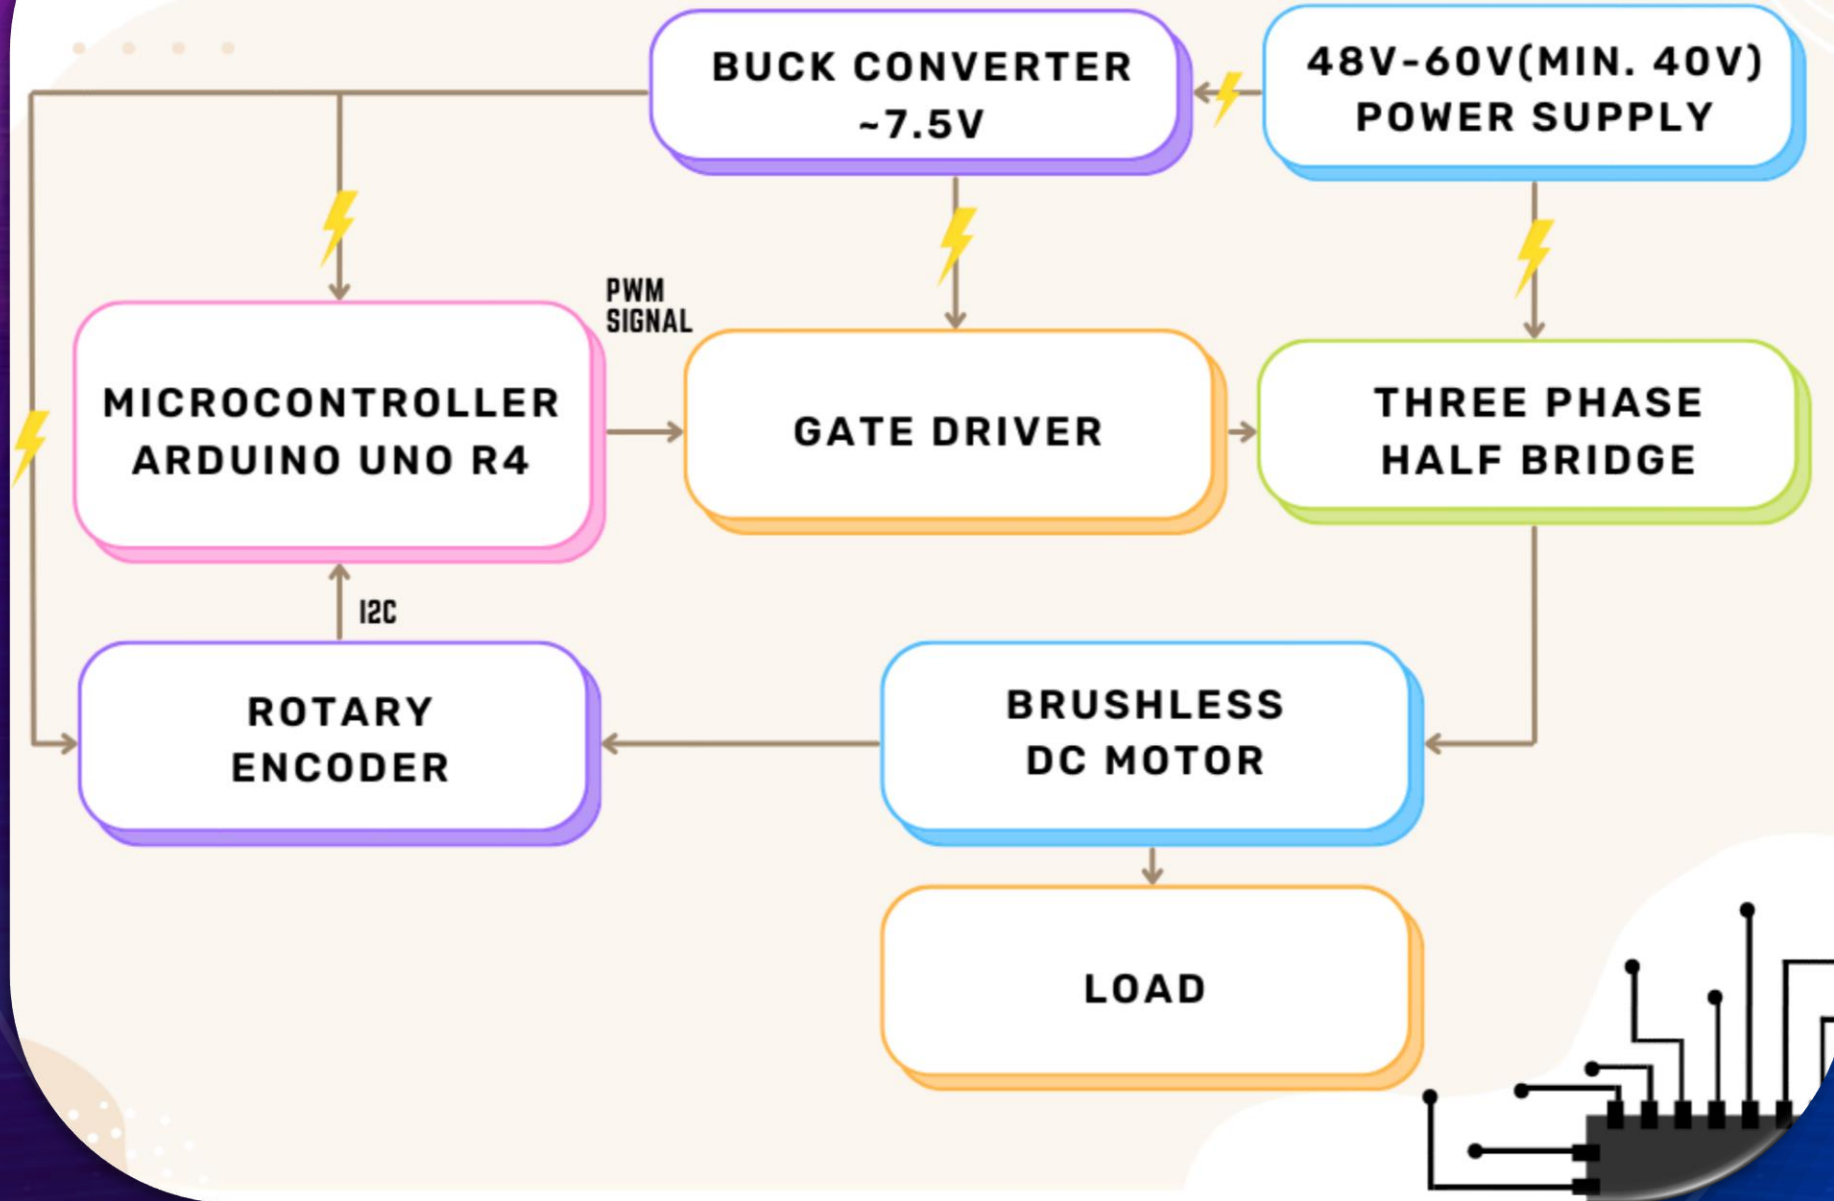 BUCK CONVERTER
~7.5V
48V-60V(MIN. 40V)
POWER SUPPLY
PWM
SIGNAL
MICROCONTROLLER
ARDUINO UNO R4
GATE DRIVER
THREE PHASE
HALF BRIDGE
I2C
ROTARY
ENCODER
BRUSHLESS
DC MOTOR
LOAD